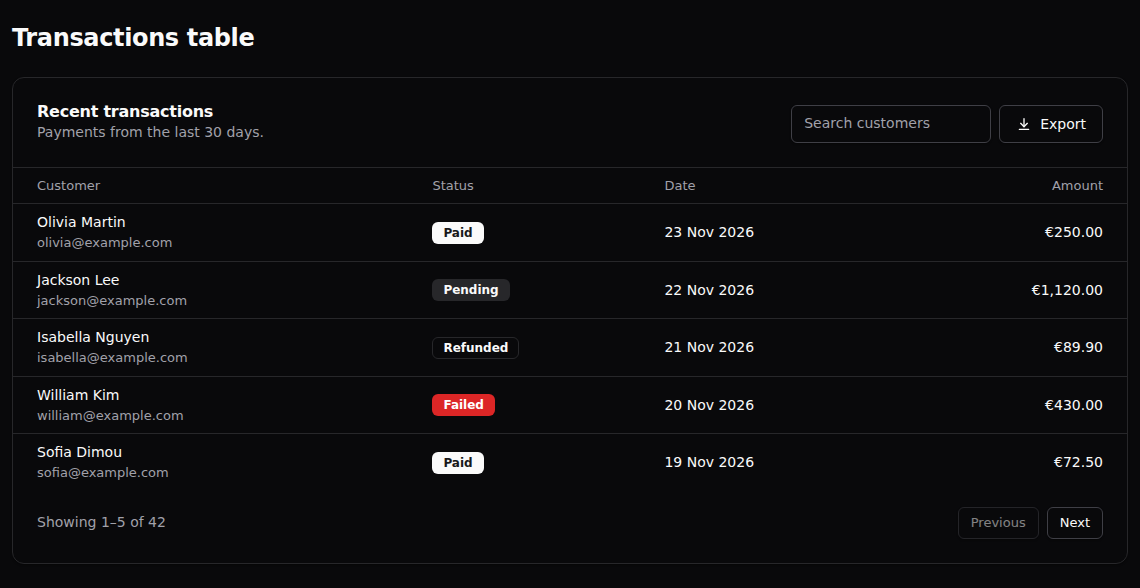 Transactions table
Recent transactions
Payments from the last 30 days.
Search customers
Export
Customer Status Date Amount
Olivia Martin
olivia@example.com
Paid
23 Nov 2026
€250.00
Jackson Lee
jackson@example.com
Pending
22 Nov 2026
€1,120.00
Isabella Nguyen
isabella@example.com
Refunded
21 Nov 2026
€89.90
William Kim
william@example.com
Failed
20 Nov 2026
€430.00
Sofia Dimou
sofia@example.com
Paid
19 Nov 2026
€72.50
Showing 1–5 of 42
Previous
Next